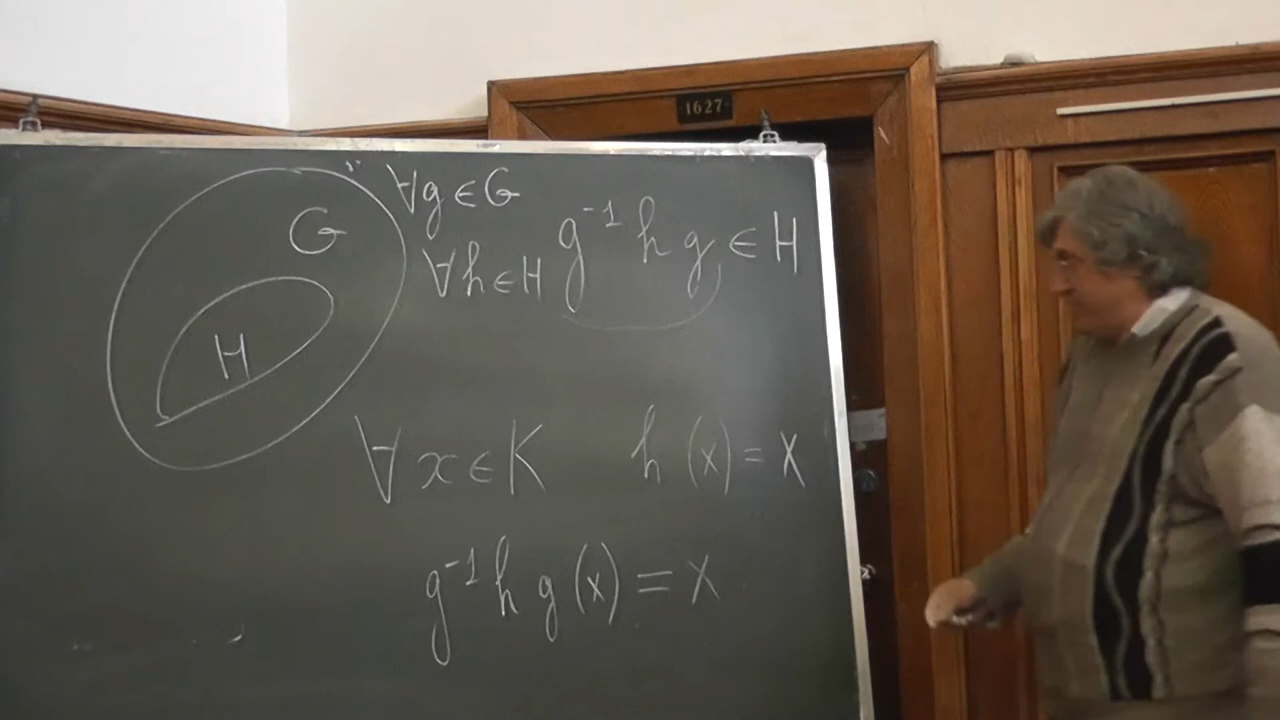 1627
G
H
∀g∈G
∀h∈H g⁻¹hg∈H
∀x∈K h(x)=x
g⁻¹hg(x)=x